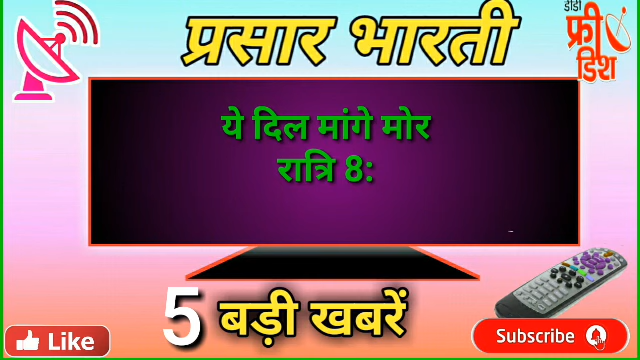 प्रसार भारती
डीडी
फ्री
डिश
ये दिल मांगे मोर
रात्रि 8:
5 बड़ी खबरें
Like
Subscribe